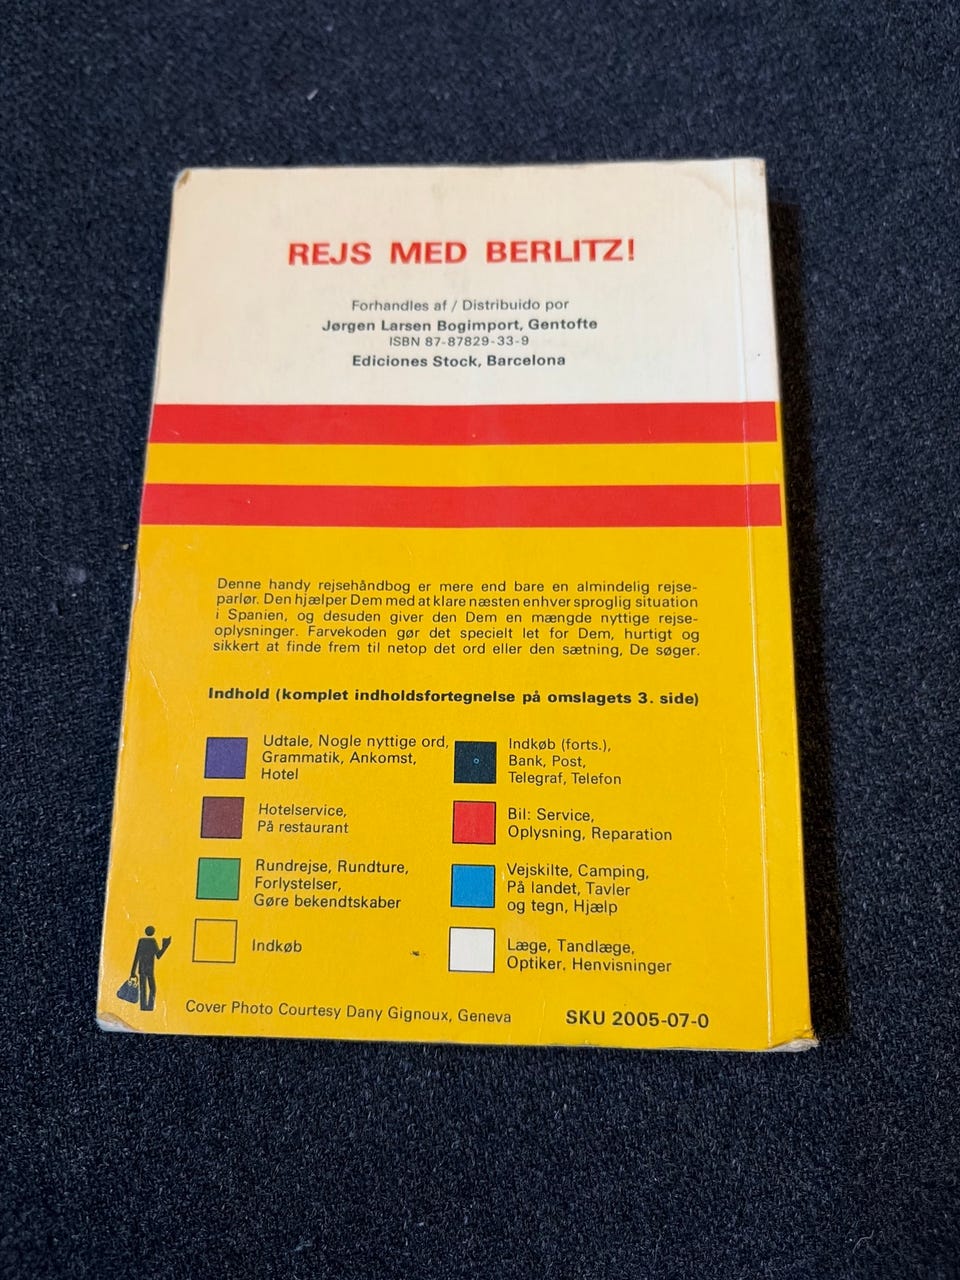 REJS MED BERLITZ!
Forhandles af / Distribuido por
Jørgen Larsen Bogimport, Gentofte
ISBN 87-87829-33-9
Ediciones Stock, Barcelona
Denne handy rejsehåndbog er mere end bare en almindelig rejse-
parlør. Den hjælper Dem med at klare næsten enhver sproglig situation
i Spanien, og desuden giver den Dem en mængde nyttige rejse-
oplysninger. Farvekoden gør det specielt let for Dem, hurtigt og
sikkert at finde frem til netop det ord eller den sætning, De søger.
Indhold (komplet indholdsfortegnelse på omslagets 3. side)
Udtale, Nogle nyttige ord,
Grammatik, Ankomst,
Hotel
Hotelservice,
På restaurant
Rundrejse, Rundture,
Forlystelser,
Gøre bekendtskaber
Indkøb
Indkøb (forts.),
Bank, Post,
Telegraf, Telefon
Bil: Service,
Oplysning, Reparation
Vejskilte, Camping,
På landet, Tavler
og tegn, Hjælp
Læge, Tandlæge,
Optiker, Henvisninger
Cover Photo Courtesy Dany Gignoux, Geneva
SKU 2005-07-0